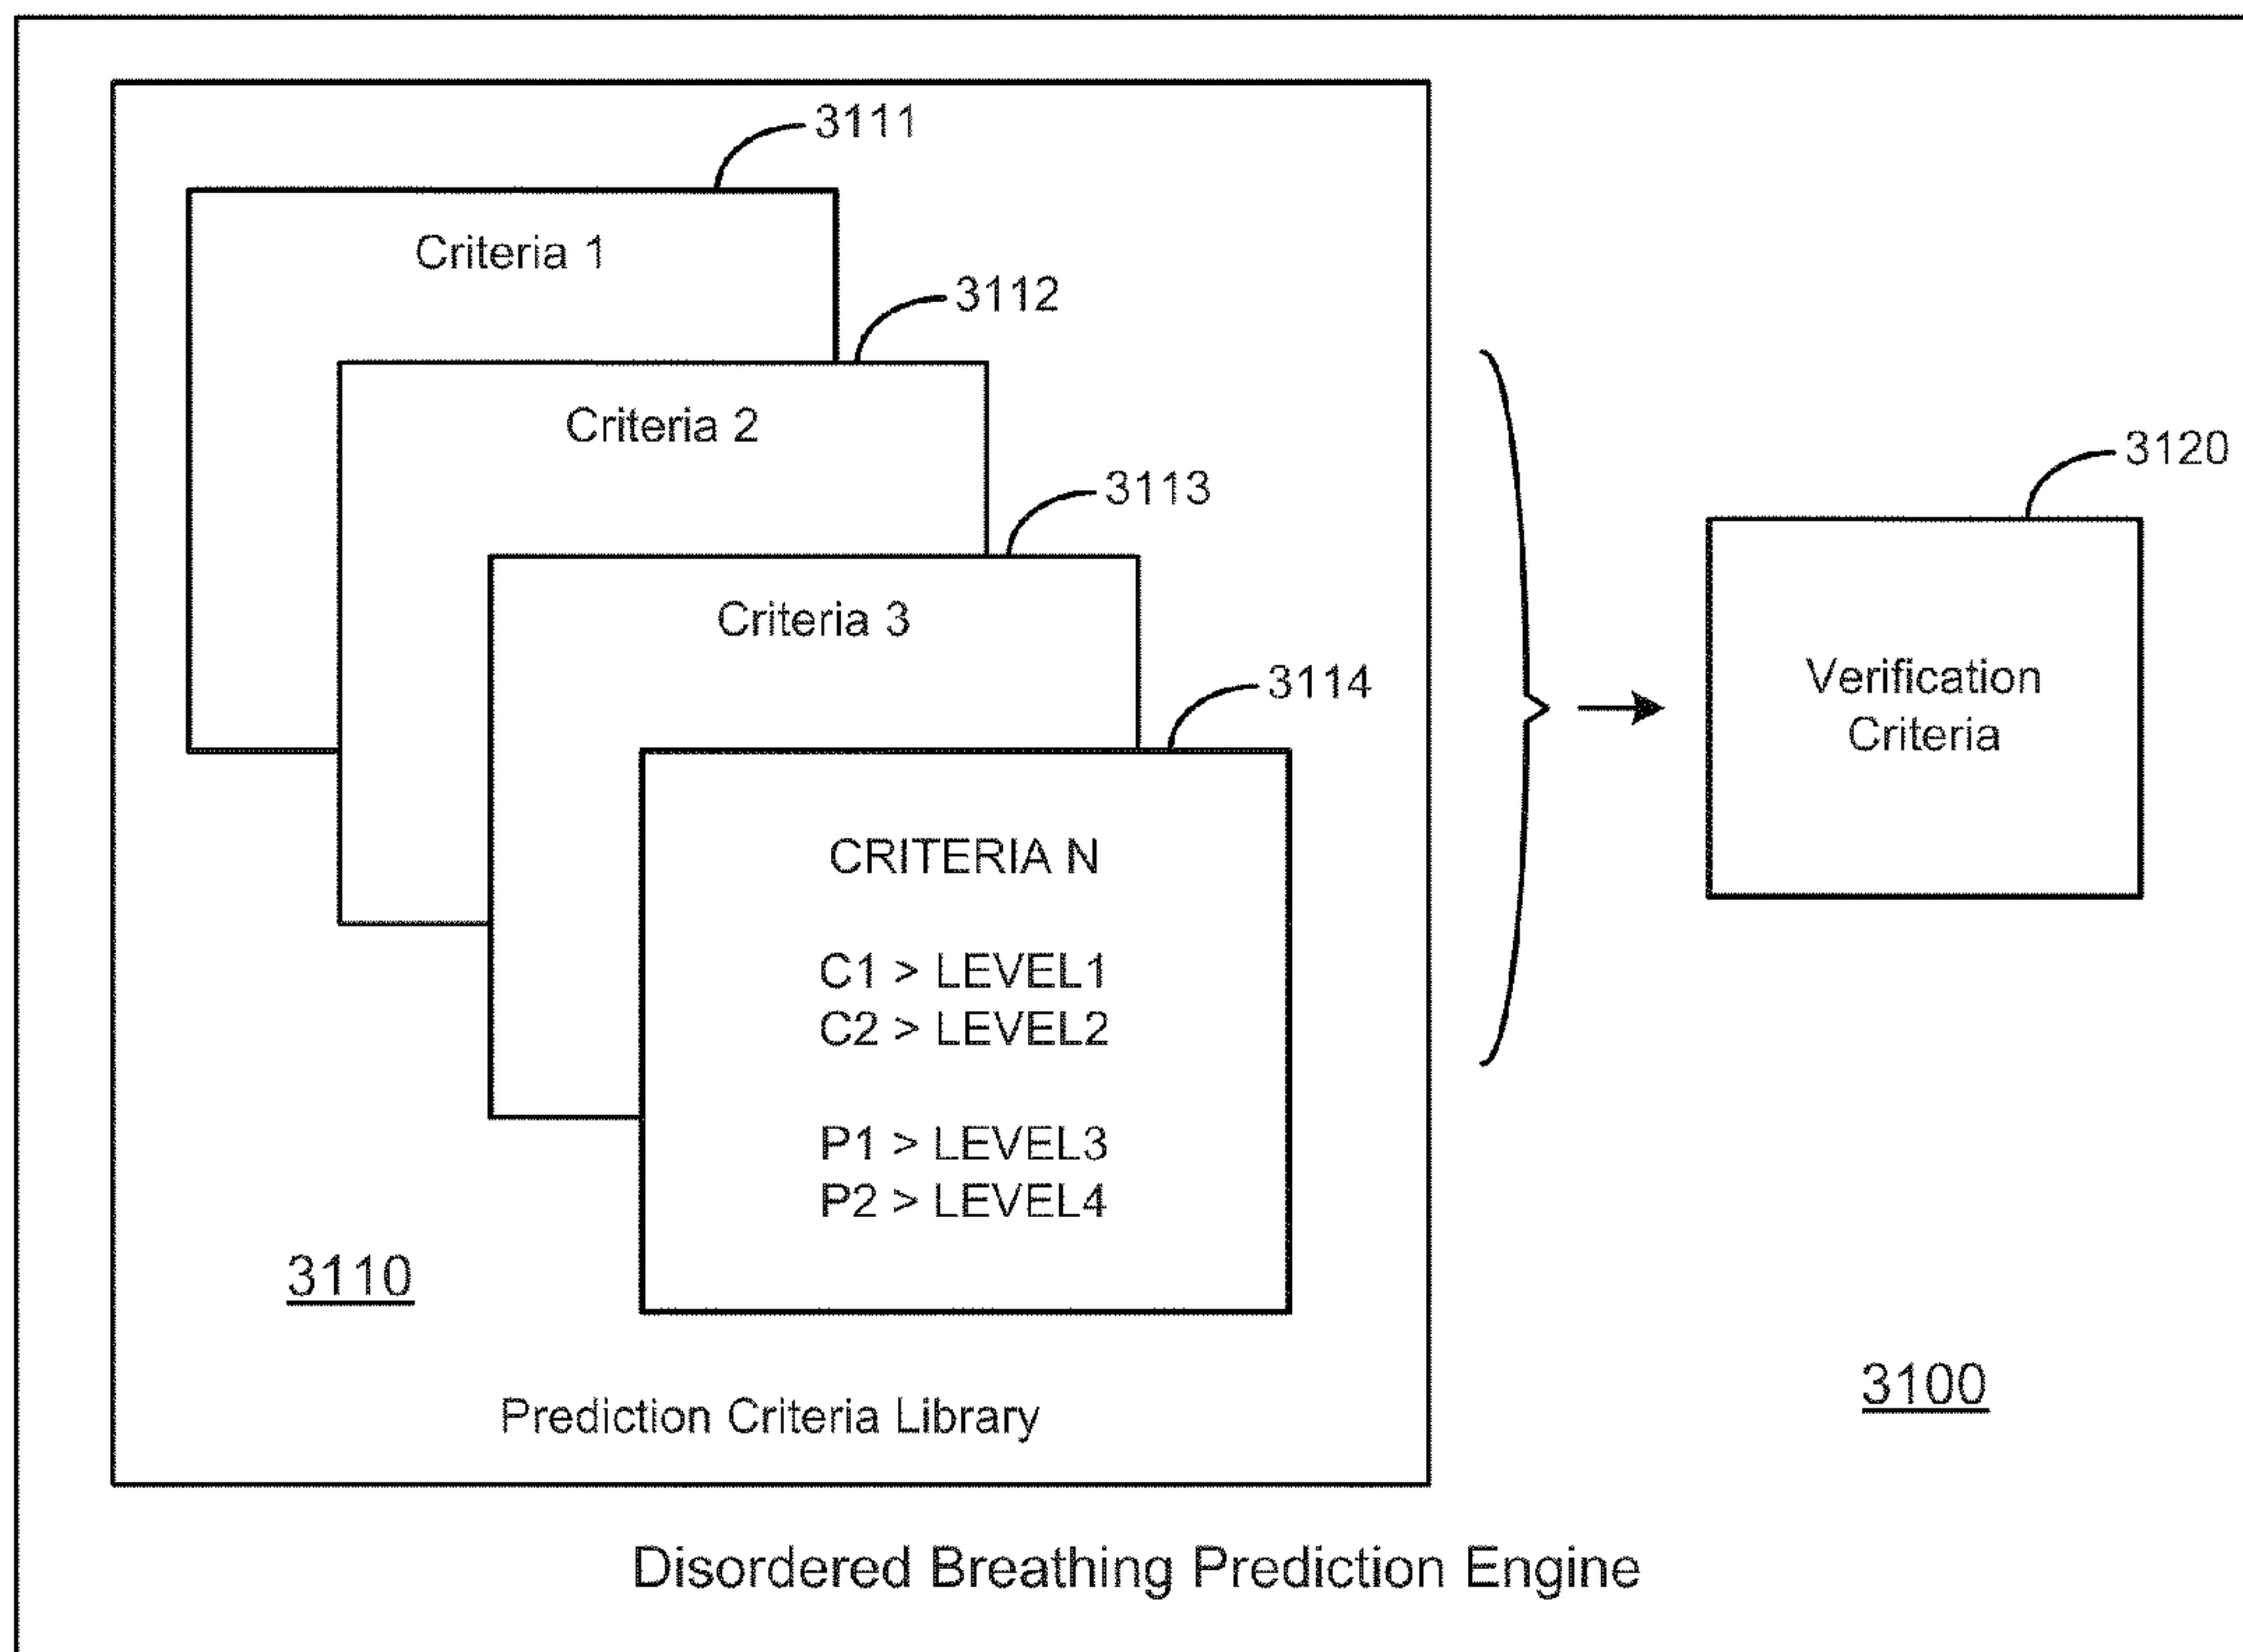 3111
Criteria 1
3112
Criteria 2
3113
Criteria 3
3114
CRITERIA N
C1 > LEVEL1
C2 > LEVEL2
P1 > LEVEL3
P2 > LEVEL4
3110
Prediction Criteria Library
3120
Verification
Criteria
3100
Disordered Breathing Prediction Engine